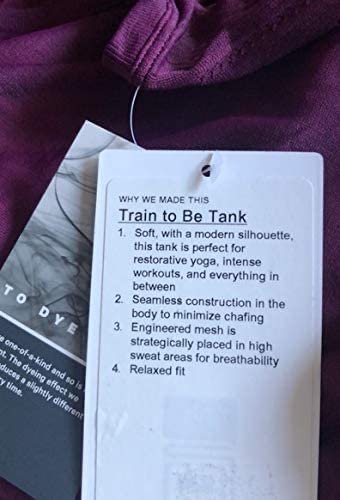 WHY WE MADE THIS
Train to Be Tank
1. Soft, with a modern silhouette,
this tank is perfect for
restorative yoga, intense
workouts, and everything in
between
2. Seamless construction in the
body to minimize chafing
3. Engineered mesh is
strategically placed in high
sweat areas for breathability
4. Relaxed fit
TO DYE
one-of-a-kind and so is
The dyeing effect we
a slightly different
time.